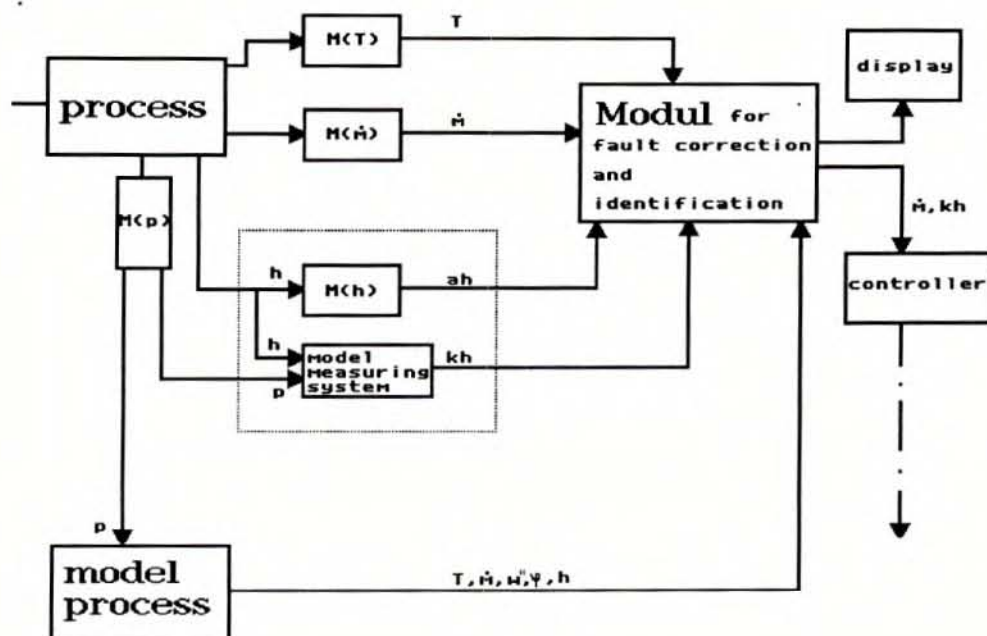 M(T)
T
display
process
Modul for
fault correction
and
identification
M(Ṁ)
Ṁ
M(p)
Ṁ,kh
h
M(h)
ah
controller
h
model
measuring
system
kh
p
p
model
process
T,Ṁ,w",φ,h